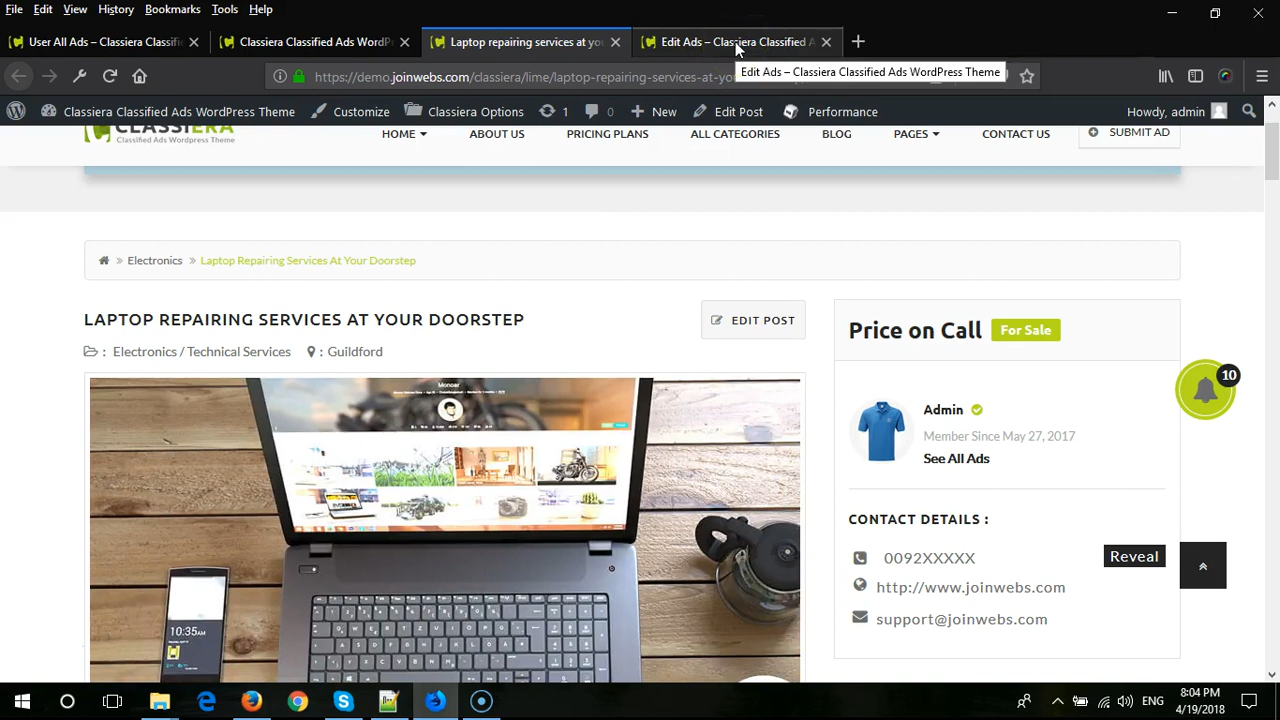 File Edit View History Bookmarks Tools Help
User All Ads – Classiera Classifie
Classiera Classified Ads WordP
Laptop repairing services at you
Edit Ads – Classiera Classified A
https://demo.joinwebs.com/classiera/lime/laptop-repairing-services-at-yo
Edit Ads – Classiera Classified Ads WordPress Theme
Classiera Classified Ads WordPress Theme Customize Classiera Options 1 0 New Edit Post Performance Howdy, admin
CLASSIERA
Classified Ads Wordpress Theme
HOME ABOUT US PRICING PLANS ALL CATEGORIES BLOG PAGES CONTACT US SUBMIT AD
Electronics » Laptop Repairing Services At Your Doorstep
LAPTOP REPAIRING SERVICES AT YOUR DOORSTEP
EDIT POST
: Electronics / Technical Services : Guildford
Price on Call For Sale
10
Admin
Member Since May 27, 2017
See All Ads
CONTACT DETAILS :
0092XXXXX Reveal
http://www.joinwebs.com
support@joinwebs.com
Monoar
10:35AM
ENG
8:04 PM
4/19/2018